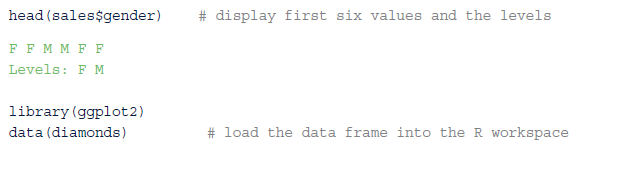 head(sales$gender)    # display first six values and the levels
F F M M F F
Levels: F M
library(ggplot2)
data(diamonds)         # load the data frame into the R workspace